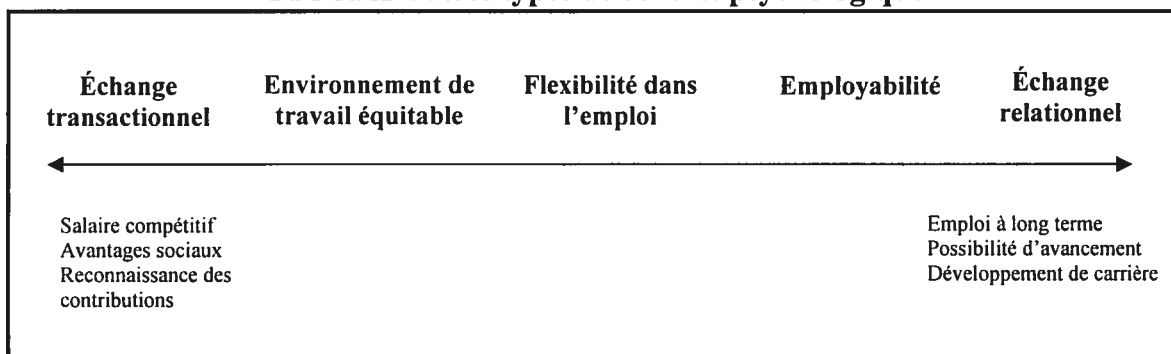 Échange transactionnel
Environnement de travail équitable
Flexibilité dans l'emploi
Employabilité
Échange relationnel
Salaire compétitif
Avantages sociaux
Reconnaissance des
contributions
Emploi à long terme
Possibilité d'avancement
Développement de carrière